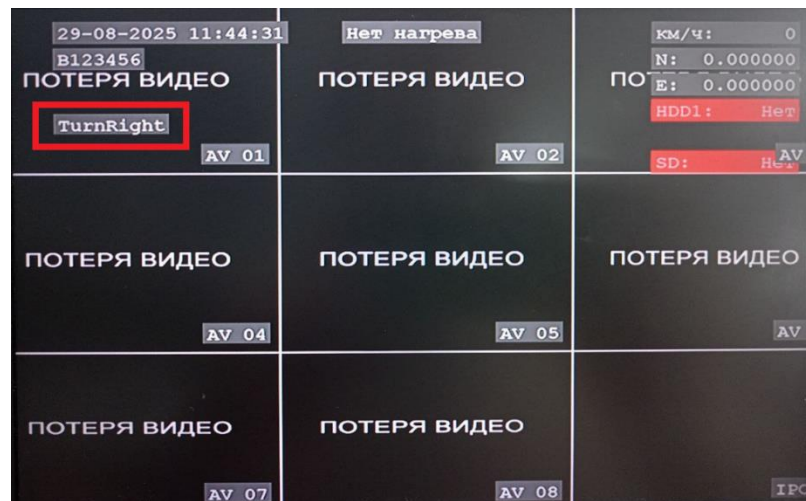 29-08-2025 11:44:31
Нет нагрева
км/ч: 0
B123456
N: 0.000000
ПОТЕРЯ ВИДЕО
ПОТЕРЯ ВИДЕО
E: 0.000000
HDD1: Нет
TurnRight
AV 01
AV 02
AV
SD: Нет
ПОТЕРЯ ВИДЕО
ПОТЕРЯ ВИДЕО
ПОТЕРЯ ВИДЕО
AV 04
AV 05
AV
ПОТЕРЯ ВИДЕО
ПОТЕРЯ ВИДЕО
AV 07
AV 08
IPC